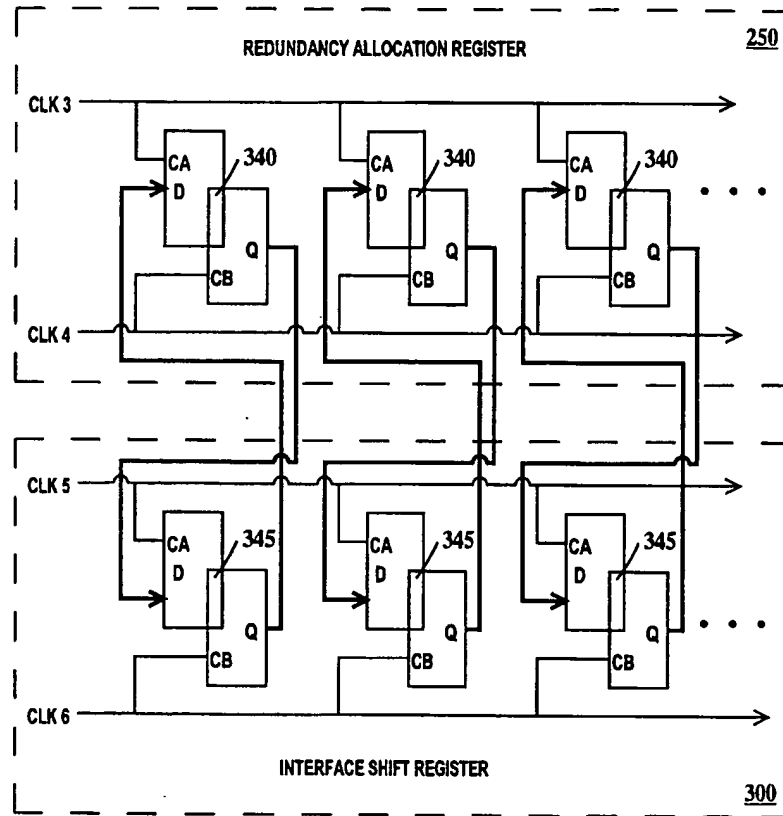 250
REDUNDANCY ALLOCATION REGISTER
CLK 3
CA
D
340
Q
CB
CA
D
340
Q
CB
CA
D
340
Q
CB
CLK 4
CLK 5
CA
D
345
Q
CB
CA
D
345
Q
CB
CA
D
345
Q
CB
CLK 6
INTERFACE SHIFT REGISTER
300